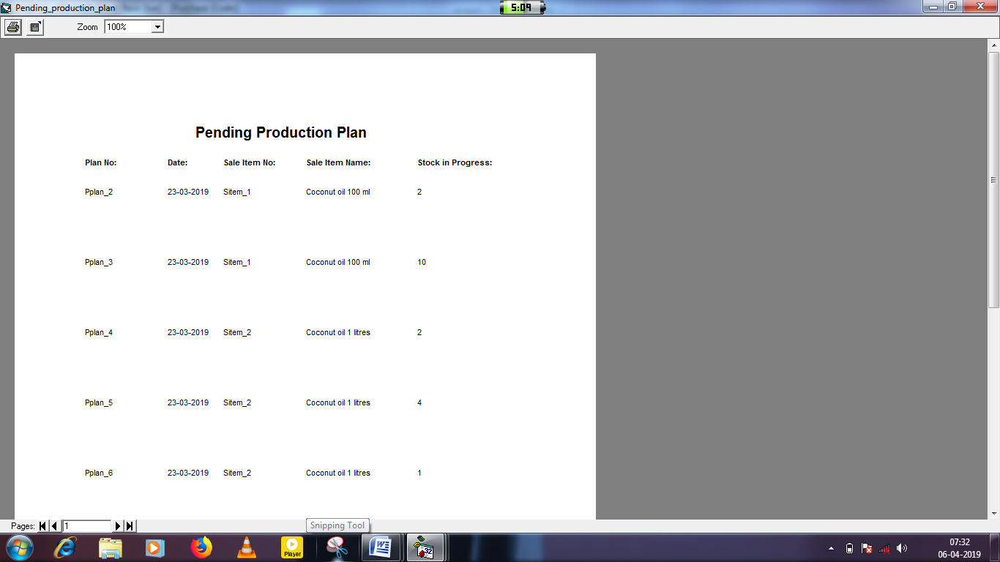 Pending_production_plan
5:09
Zoom 100%
Pending Production Plan
Plan No: Date: Sale Item No: Sale Item Name: Stock in Progress:
Pplan_2 23-03-2019 Sitem_1 Coconut oil 100 ml 2
Pplan_3 23-03-2019 Sitem_1 Coconut oil 100 ml 10
Pplan_4 23-03-2019 Sitem_2 Coconut oil 1 litres 2
Pplan_5 23-03-2019 Sitem_2 Coconut oil 1 litres 4
Pplan_6 23-03-2019 Sitem_2 Coconut oil 1 litres 1
Pages: 1
Snipping Tool
Player
32
07:32
06-04-2019